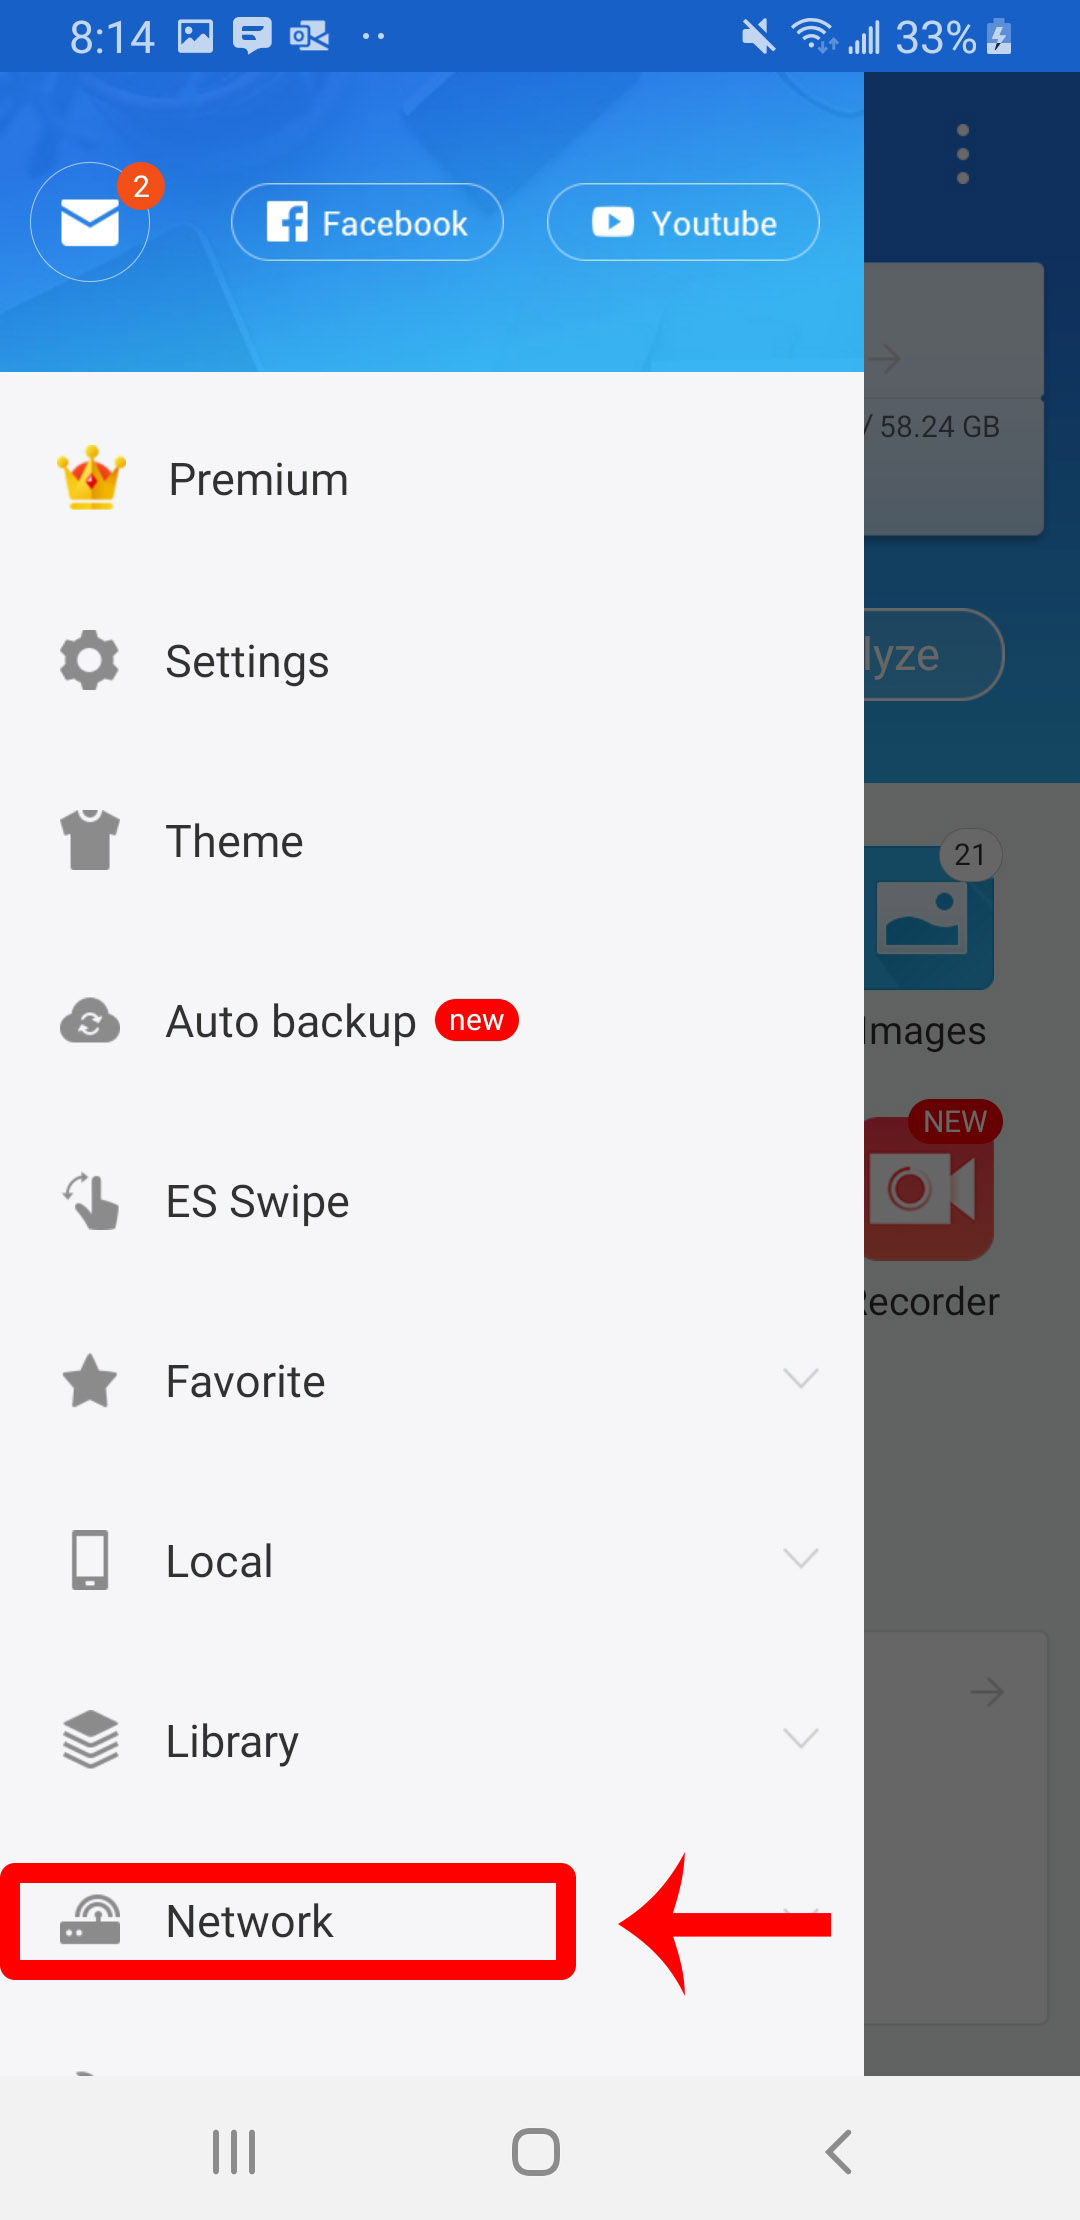 8:14
33%
2
Facebook
Youtube
/ 58.24 GB
Premium
Settings
lyze
Theme
21
Auto backup new
Images
NEW
ES Swipe
Recorder
Favorite
Local
Library
Network